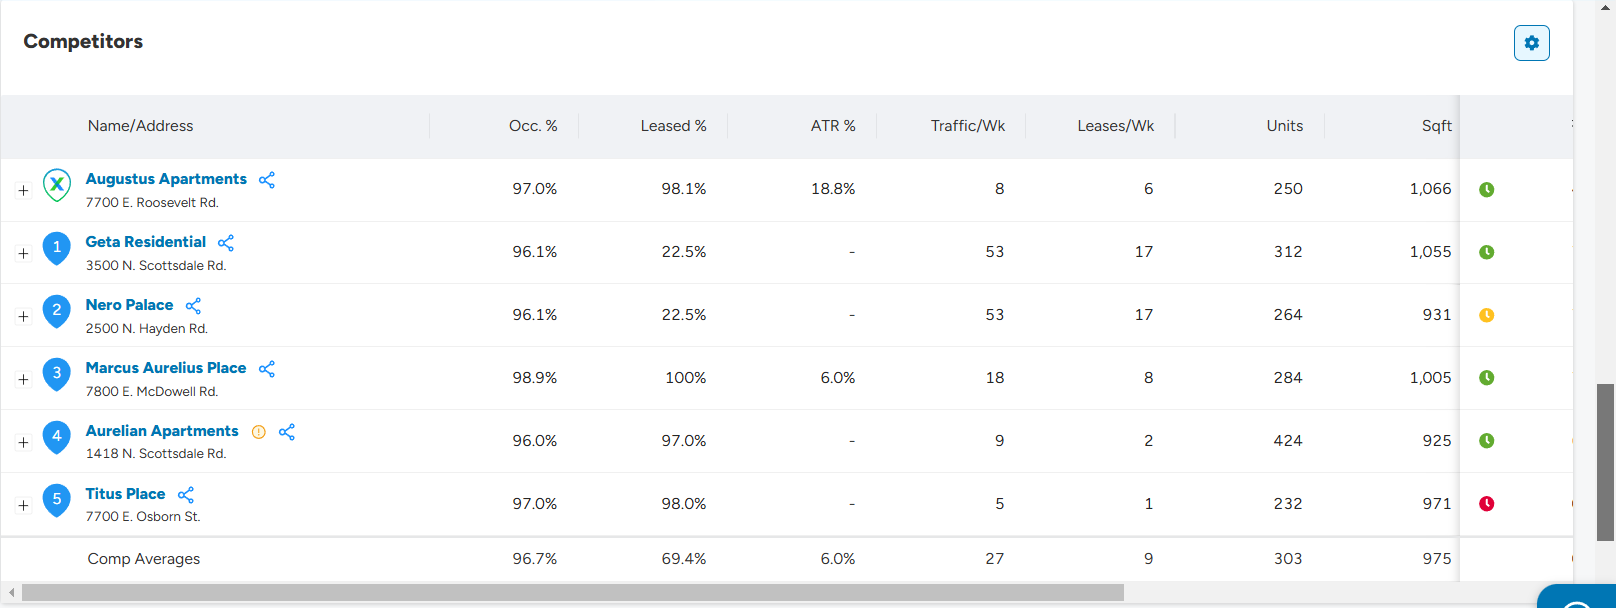 Competitors
Name/Address Occ. % Leased % ATR % Traffic/Wk Leases/Wk Units Sqft
Augustus Apartments 97.0% 98.1% 18.8% 8 6 250 1,066
7700 E. Roosevelt Rd.
1 Geta Residential 96.1% 22.5% - 53 17 312 1,055
3500 N. Scottsdale Rd.
2 Nero Palace 96.1% 22.5% - 53 17 264 931
2500 N. Hayden Rd.
3 Marcus Aurelius Place 98.9% 100% 6.0% 18 8 284 1,005
7800 E. McDowell Rd.
4 Aurelian Apartments 96.0% 97.0% - 9 2 424 925
1418 N. Scottsdale Rd.
5 Titus Place 97.0% 98.0% - 5 1 232 971
7700 E. Osborn St.
Comp Averages 96.7% 69.4% 6.0% 27 9 303 975